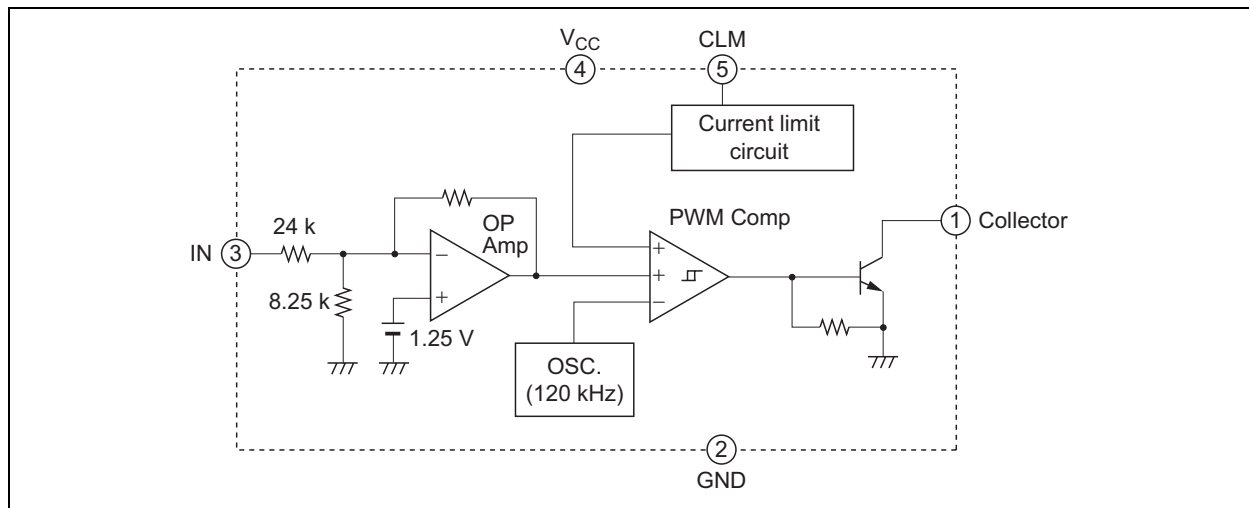 V_CC
CLM
4
5
Current limit
circuit
OP
Amp
PWM Comp
1 Collector
24 k
IN 3
−
+
+
−
+
8.25 k
1.25 V
OSC.
(120 kHz)
2
GND